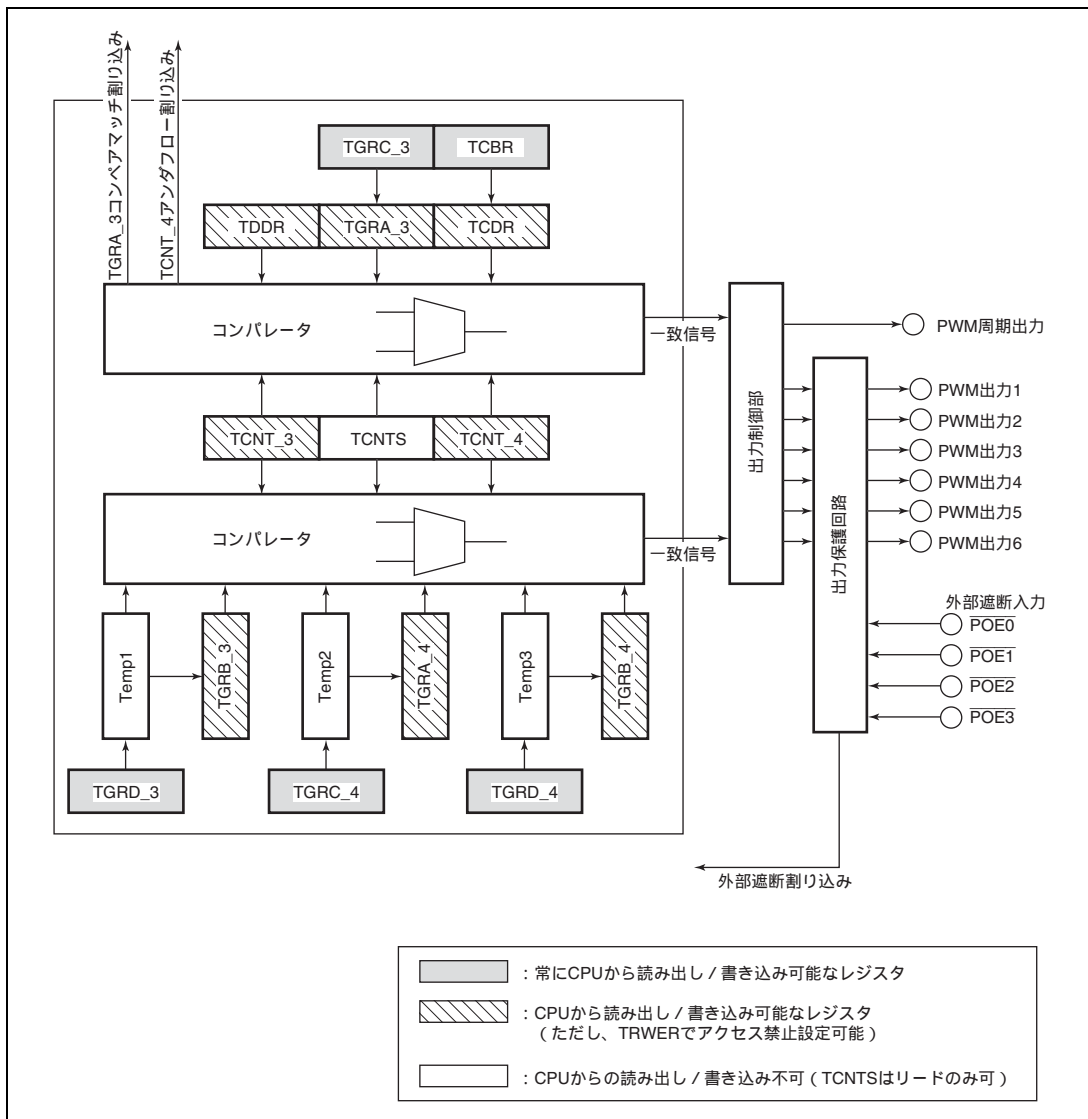 TGRA_3コンペアマッチ割り込み
TCNT_4アンダフロー割り込み
TGRC_3
TCBR
TDDR
TGRA_3
TCDR
コンパレータ
一致信号
TCNT_3
TCNTS
TCNT_4
コンパレータ
一致信号
Temp1
TGRB_3
Temp2
TGRA_4
Temp3
TGRB_4
TGRD_3
TGRC_4
TGRD_4
出力制御部
出力保護回路
PWM周期出力
PWM出力1
PWM出力2
PWM出力3
PWM出力4
PWM出力5
PWM出力6
外部遮断入力
POE0
POE1
POE2
POE3
外部遮断割り込み
：常にCPUから読み出し / 書き込み可能なレジスタ
：CPUから読み出し / 書き込み可能なレジスタ
（ただし、TRWERでアクセス禁止設定可能）
：CPUからの読み出し / 書き込み不可（TCNTSはリードのみ可）